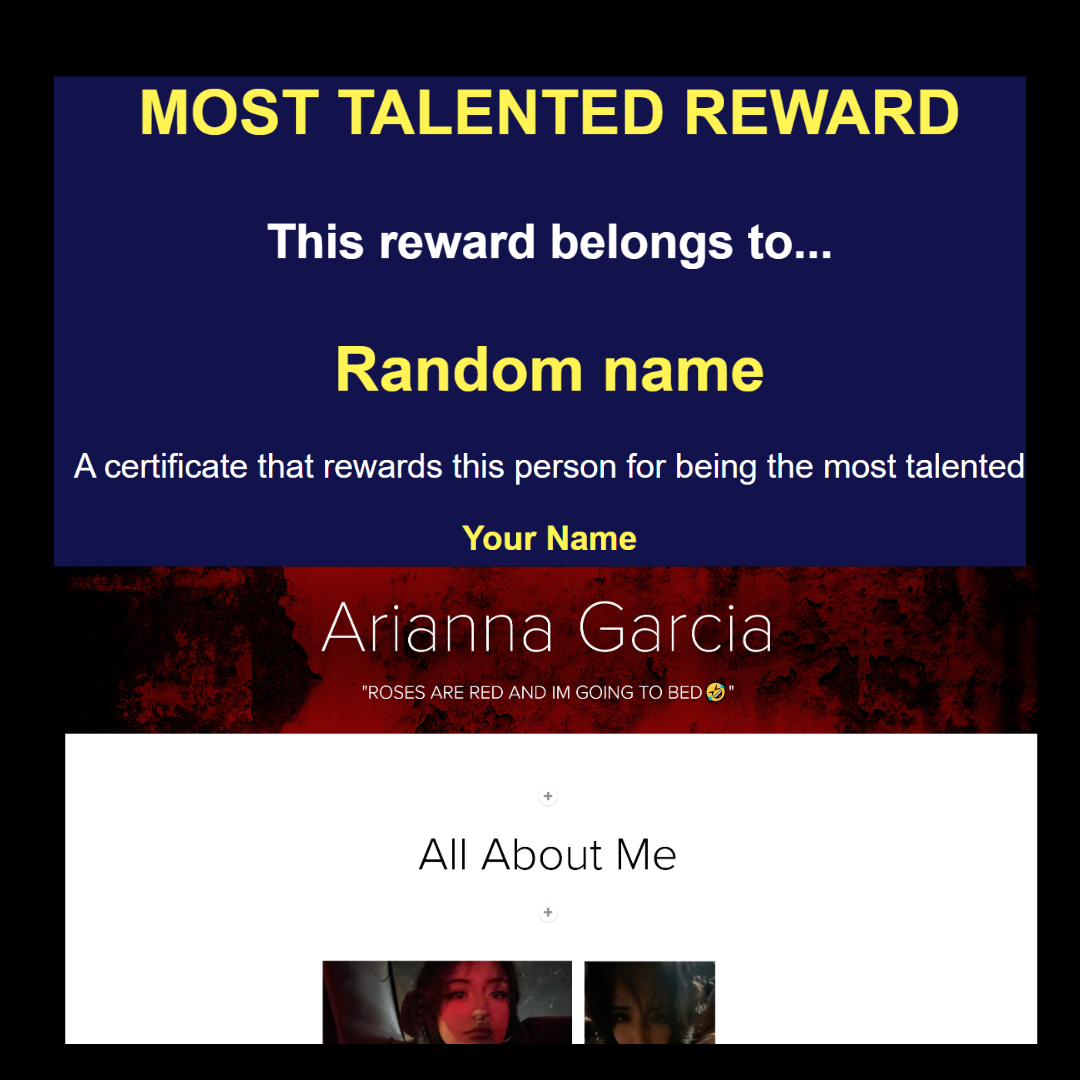 MOST TALENTED REWARD
This reward belongs to...
Random name
A certificate that rewards this person for being the most talented
Your Name
Arianna Garcia
"ROSES ARE RED AND IM GOING TO BED🤣"
+
All About Me
+